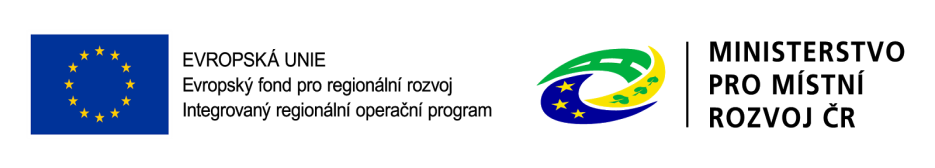 EVROPSKÁ UNIE
Evropský fond pro regionální rozvoj
Integrovaný regionální operační program
MINISTERSTVO
PRO MÍSTNÍ
ROZVOJ ČR